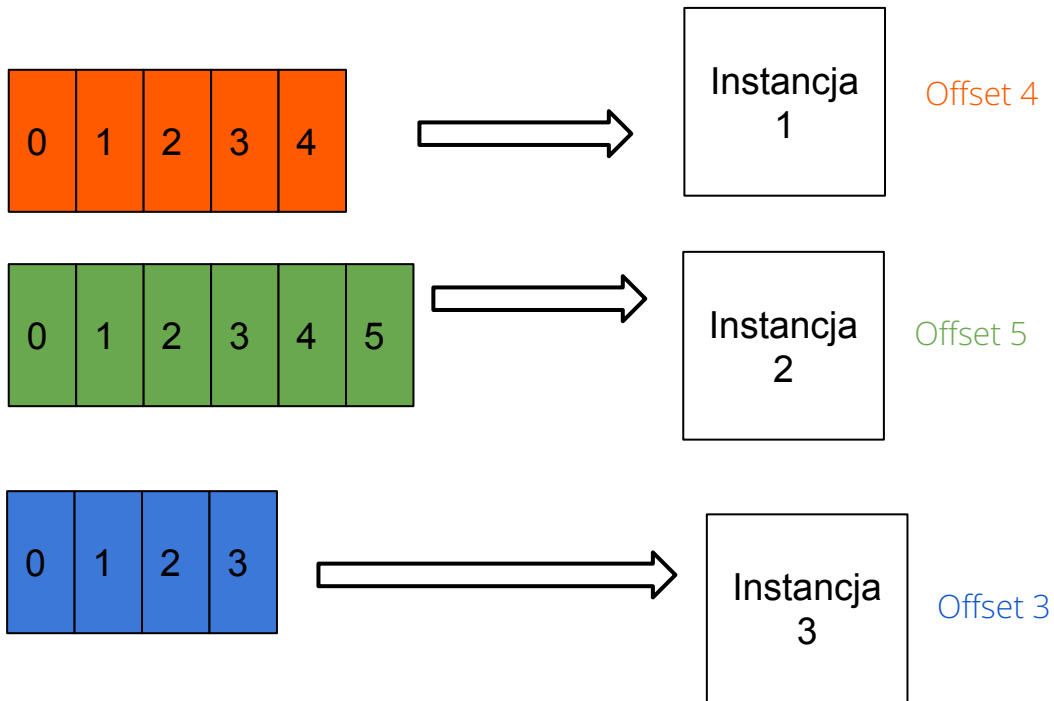 0 1 2 3 4
Instancja
1
Offset 4
0 1 2 3 4 5
Instancja
2
Offset 5
0 1 2 3
Instancja
3
Offset 3